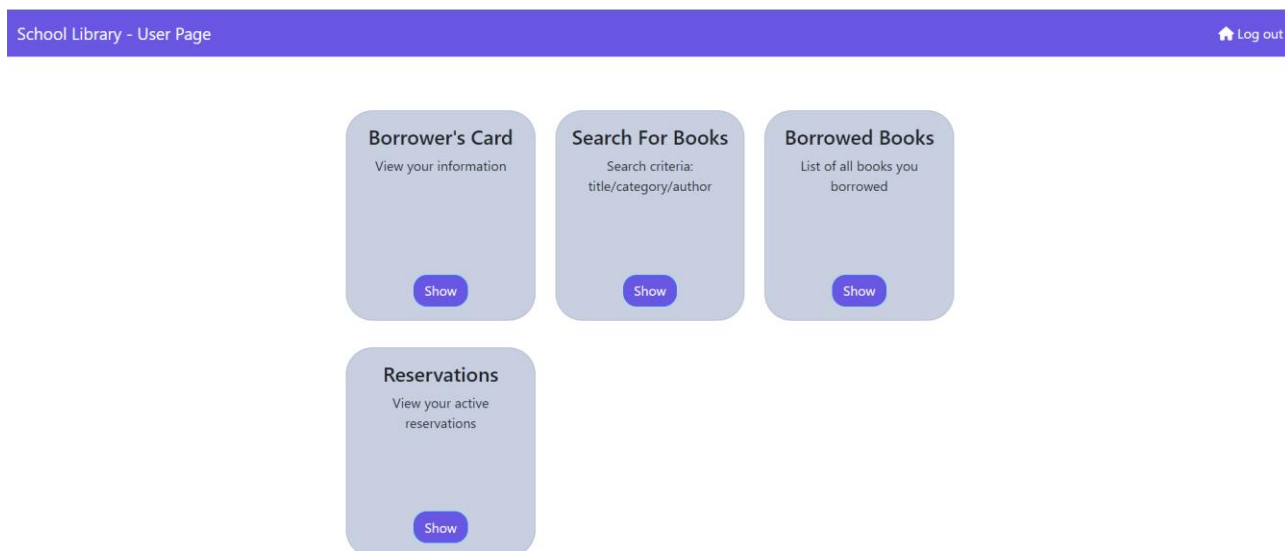 School Library - User Page
Log out
Borrower's Card
View your information
Show
Search For Books
Search criteria:
title/category/author
Show
Borrowed Books
List of all books you
borrowed
Show
Reservations
View your active
reservations
Show